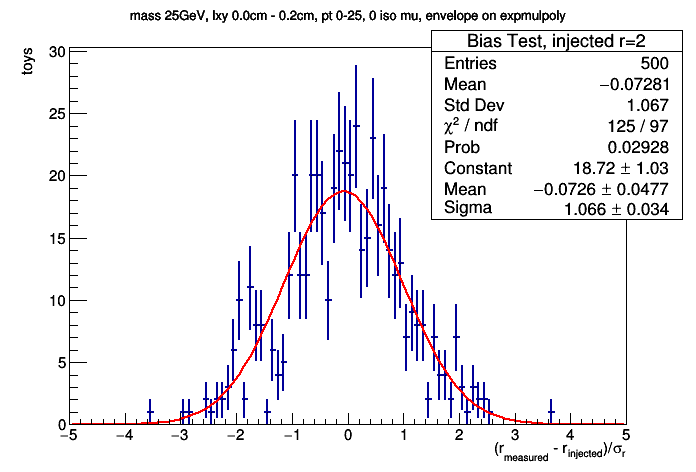 mass 25GeV, lxy 0.0cm - 0.2cm, pt 0-25, 0 iso mu, envelope on expmulpoly
toys
30
25
20
15
10
5
0
−5 −4 −3 −2 −1 0 1 2 3 4 5
(r_measured - r_injected)/σ_r
Bias Test, injected r=2
Entries 500
Mean −0.07281
Std Dev 1.067
χ² / ndf 125 / 97
Prob 0.02928
Constant 18.72 ± 1.03
Mean −0.0726 ± 0.0477
Sigma 1.066 ± 0.034